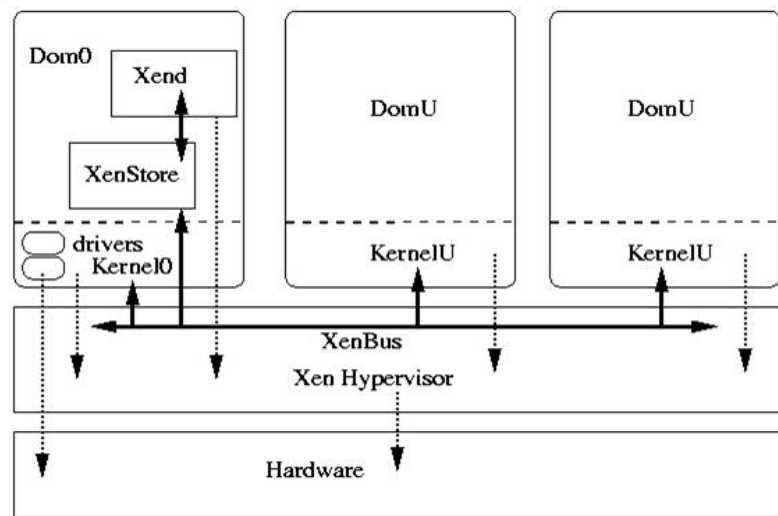 Dom0
Xend
XenStore
drivers
Kernel0
DomU
KernelU
DomU
KernelU
XenBus
Xen Hypervisor
Hardware